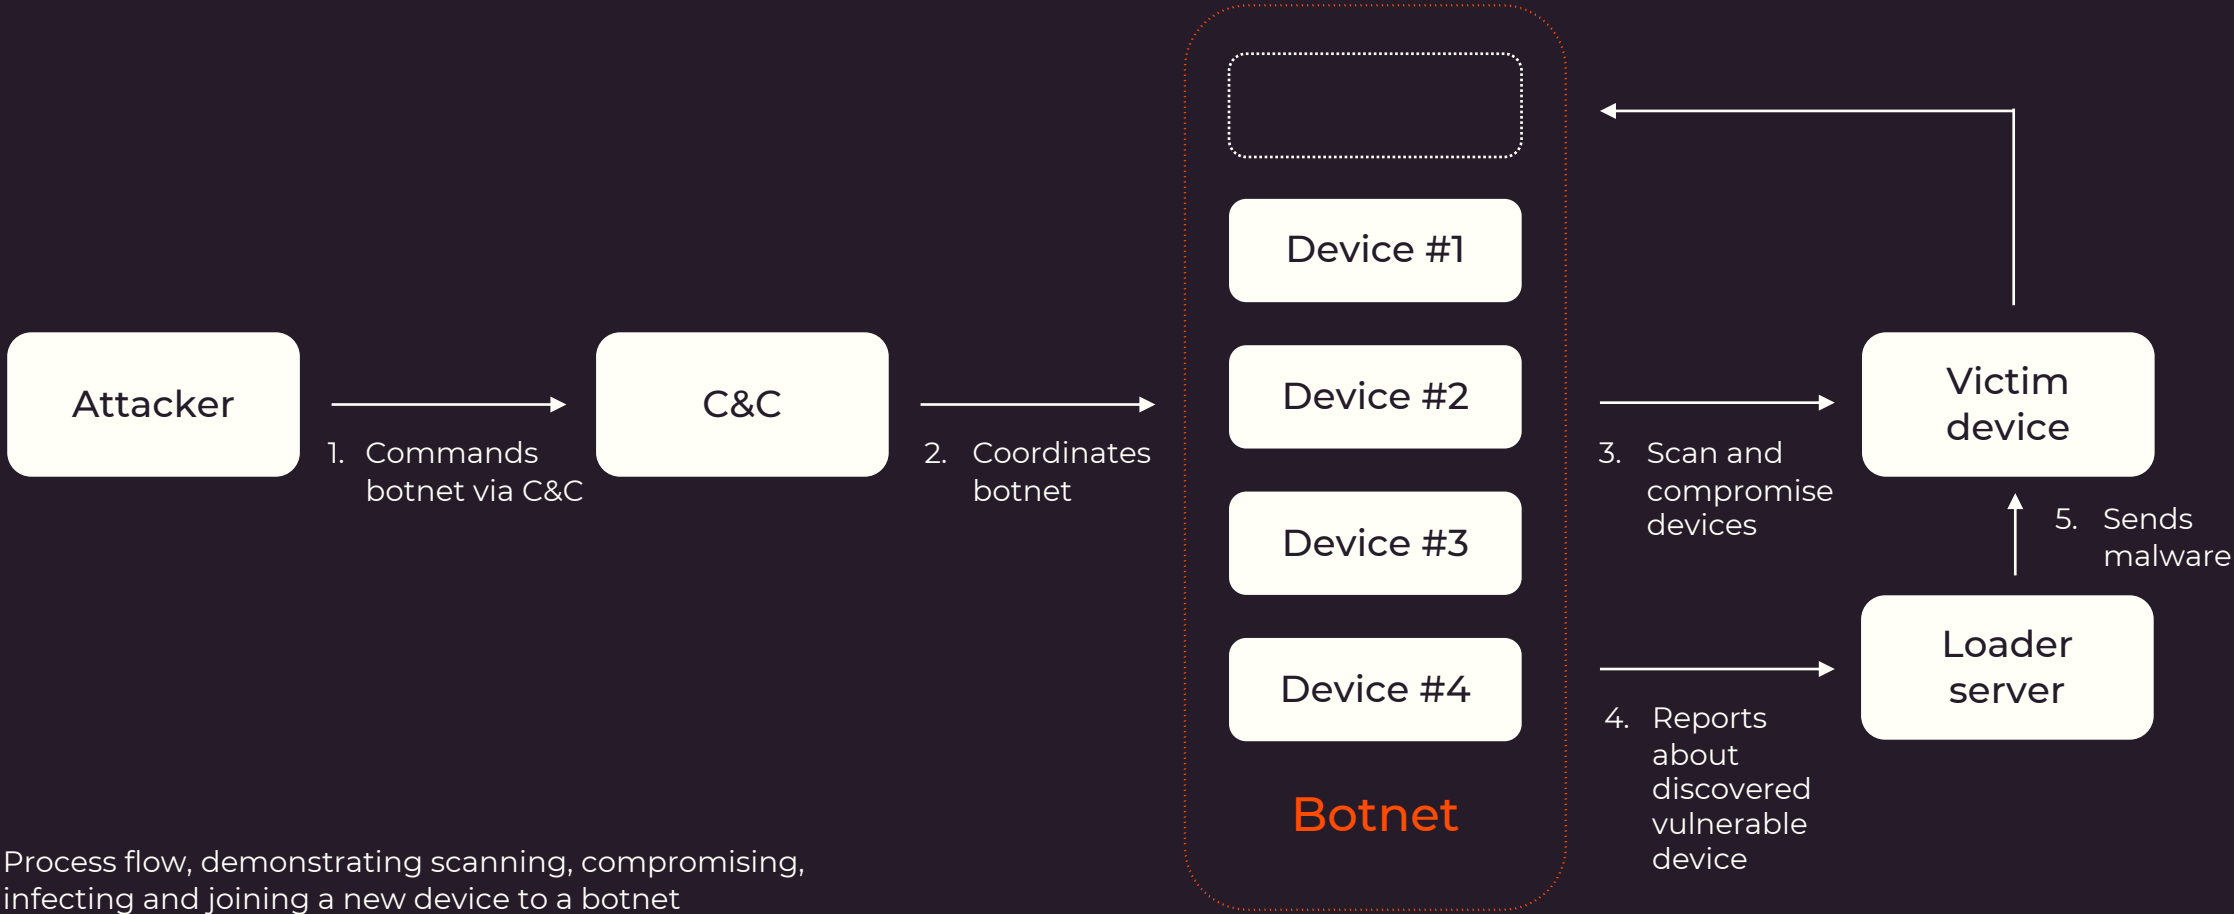 Device #1
Attacker
C&C
Device #2
Victim
device
1. Commands
botnet via C&C
2. Coordinates
botnet
3. Scan and
compromise
devices
5. Sends
malware
Device #3
Loader
server
Device #4
4. Reports
about
discovered
vulnerable
device
Botnet
Process flow, demonstrating scanning, compromising,
infecting and joining a new device to a botnet